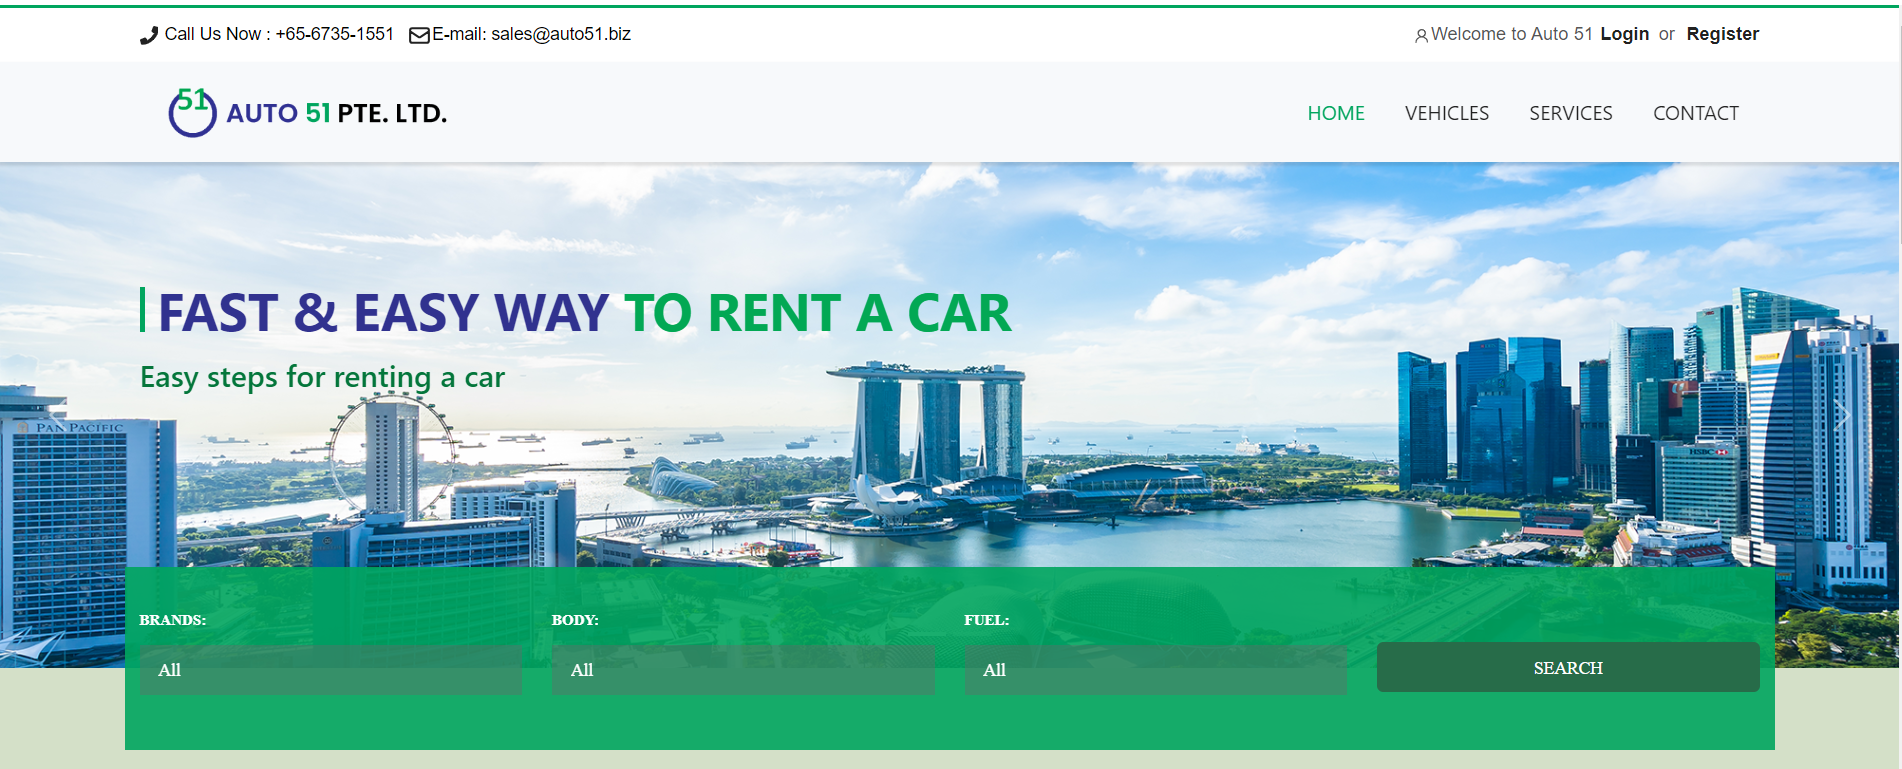 Call Us Now : +65-6735-1551 E-mail: sales@auto51.biz
Welcome to Auto 51 Login or Register
51 AUTO 51 PTE. LTD.
HOME VEHICLES SERVICES CONTACT
FAST & EASY WAY TO RENT A CAR
Easy steps for renting a car
PAN PACIFIC
HSBC
BRANDS: BODY: FUEL:
All All All SEARCH